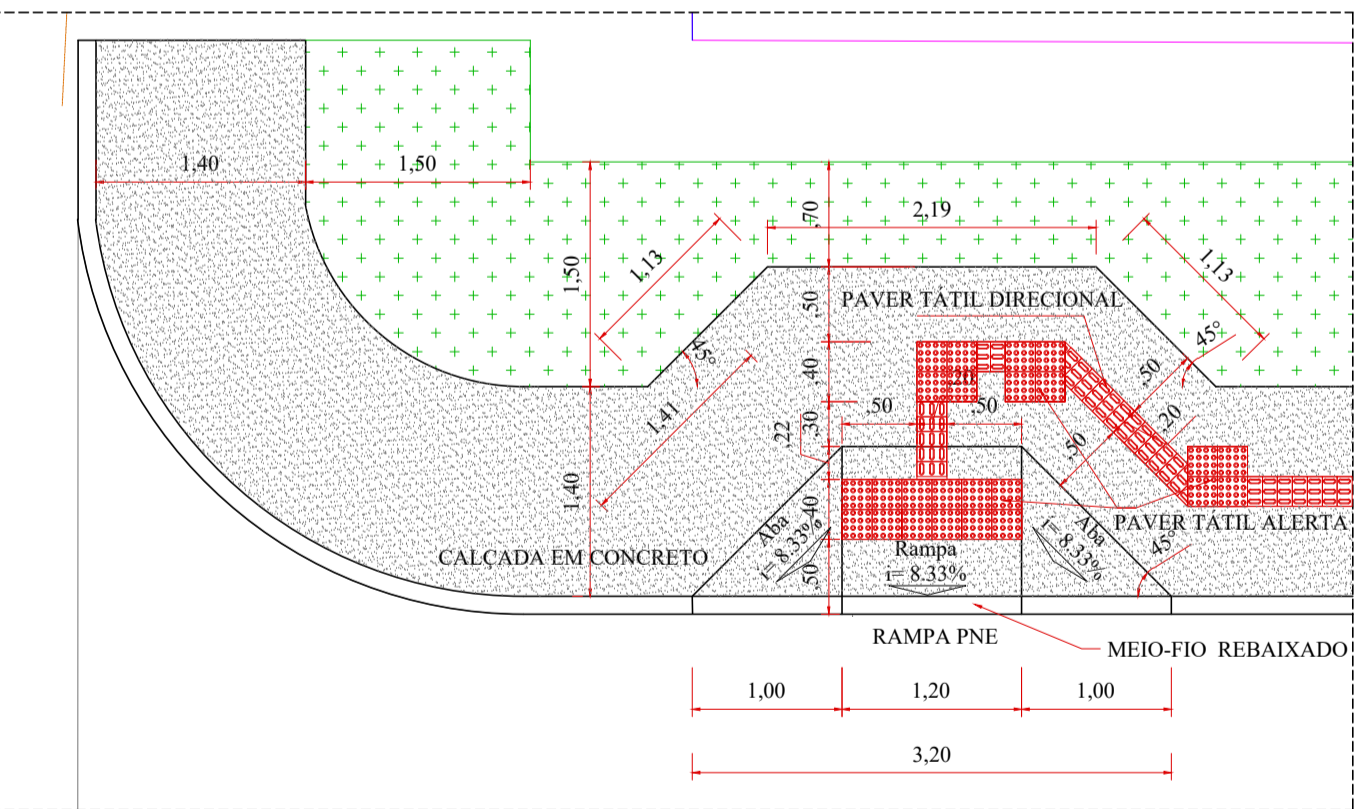 1,40
1,50
,70
2,19
1,13
1,13
1,50
,50
PAVER TÁTIL DIRECIONAL
45°
45°
,40
,20
,50
1,41
,50
,50
,20
,22
,30
,50
1,40
,40
PAVER TÁTIL ALERTA
CALÇADA EM CONCRETO
Aba
i= 8.33%
Rampa
i= 8.33%
Aba
i= 8.33%
45°
,50
RAMPA PNE
MEIO-FIO REBAIXADO
1,00
1,20
1,00
3,20